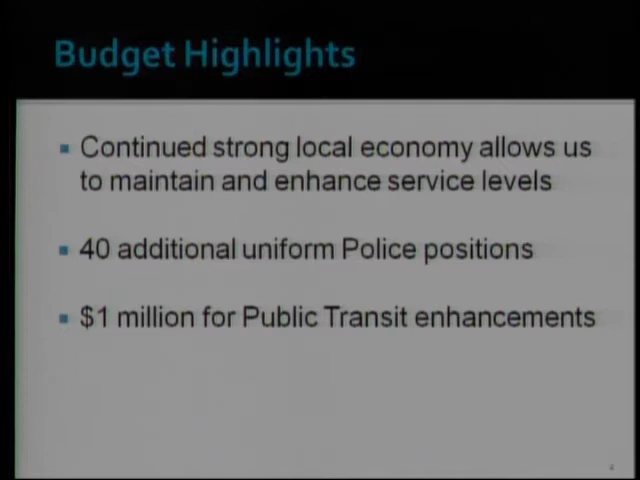 Budget Highlights
Continued strong local economy allows us
to maintain and enhance service levels
40 additional uniform Police positions
$1 million for Public Transit enhancements